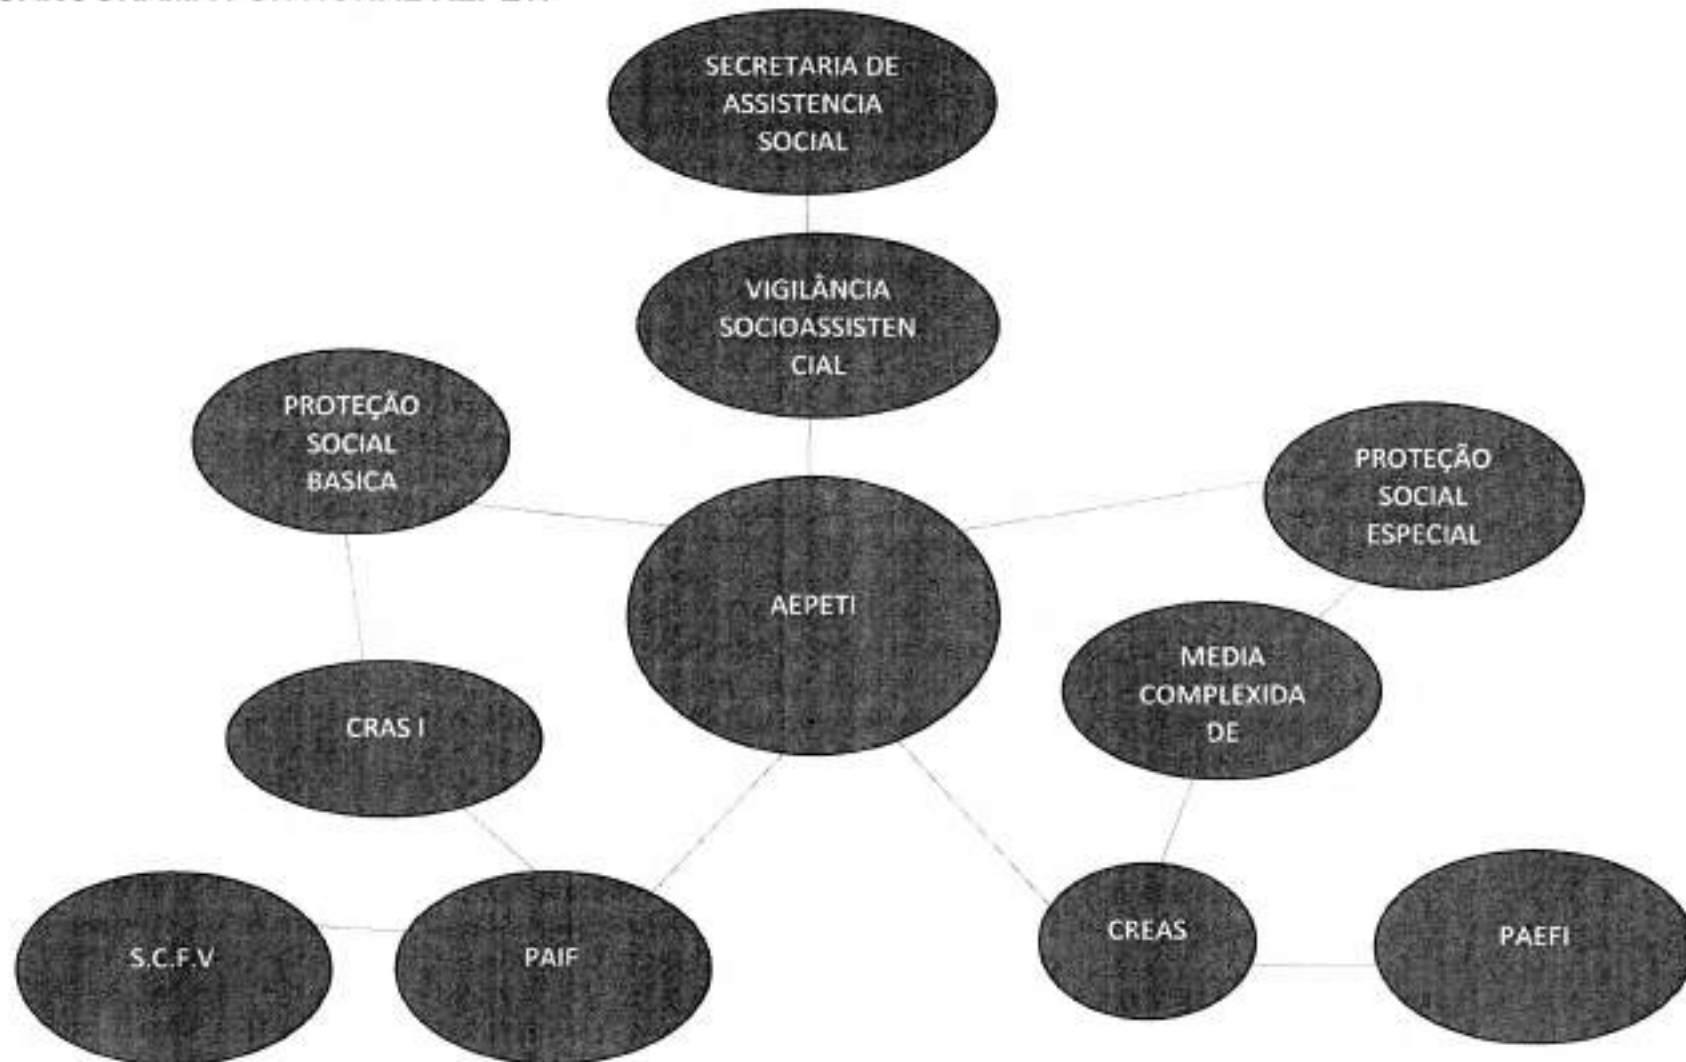 SECRETARIA DE
ASSISTENCIA
SOCIAL
VIGILÂNCIA
SOCIOASSISTEN
CIAL
PROTEÇÃO
SOCIAL
BASICA
PROTEÇÃO
SOCIAL
ESPECIAL
AEPETI
MEDIA
COMPLEXIDA
DE
CRAS I
S.C.F.V
PAIF
CREAS
PAEFI